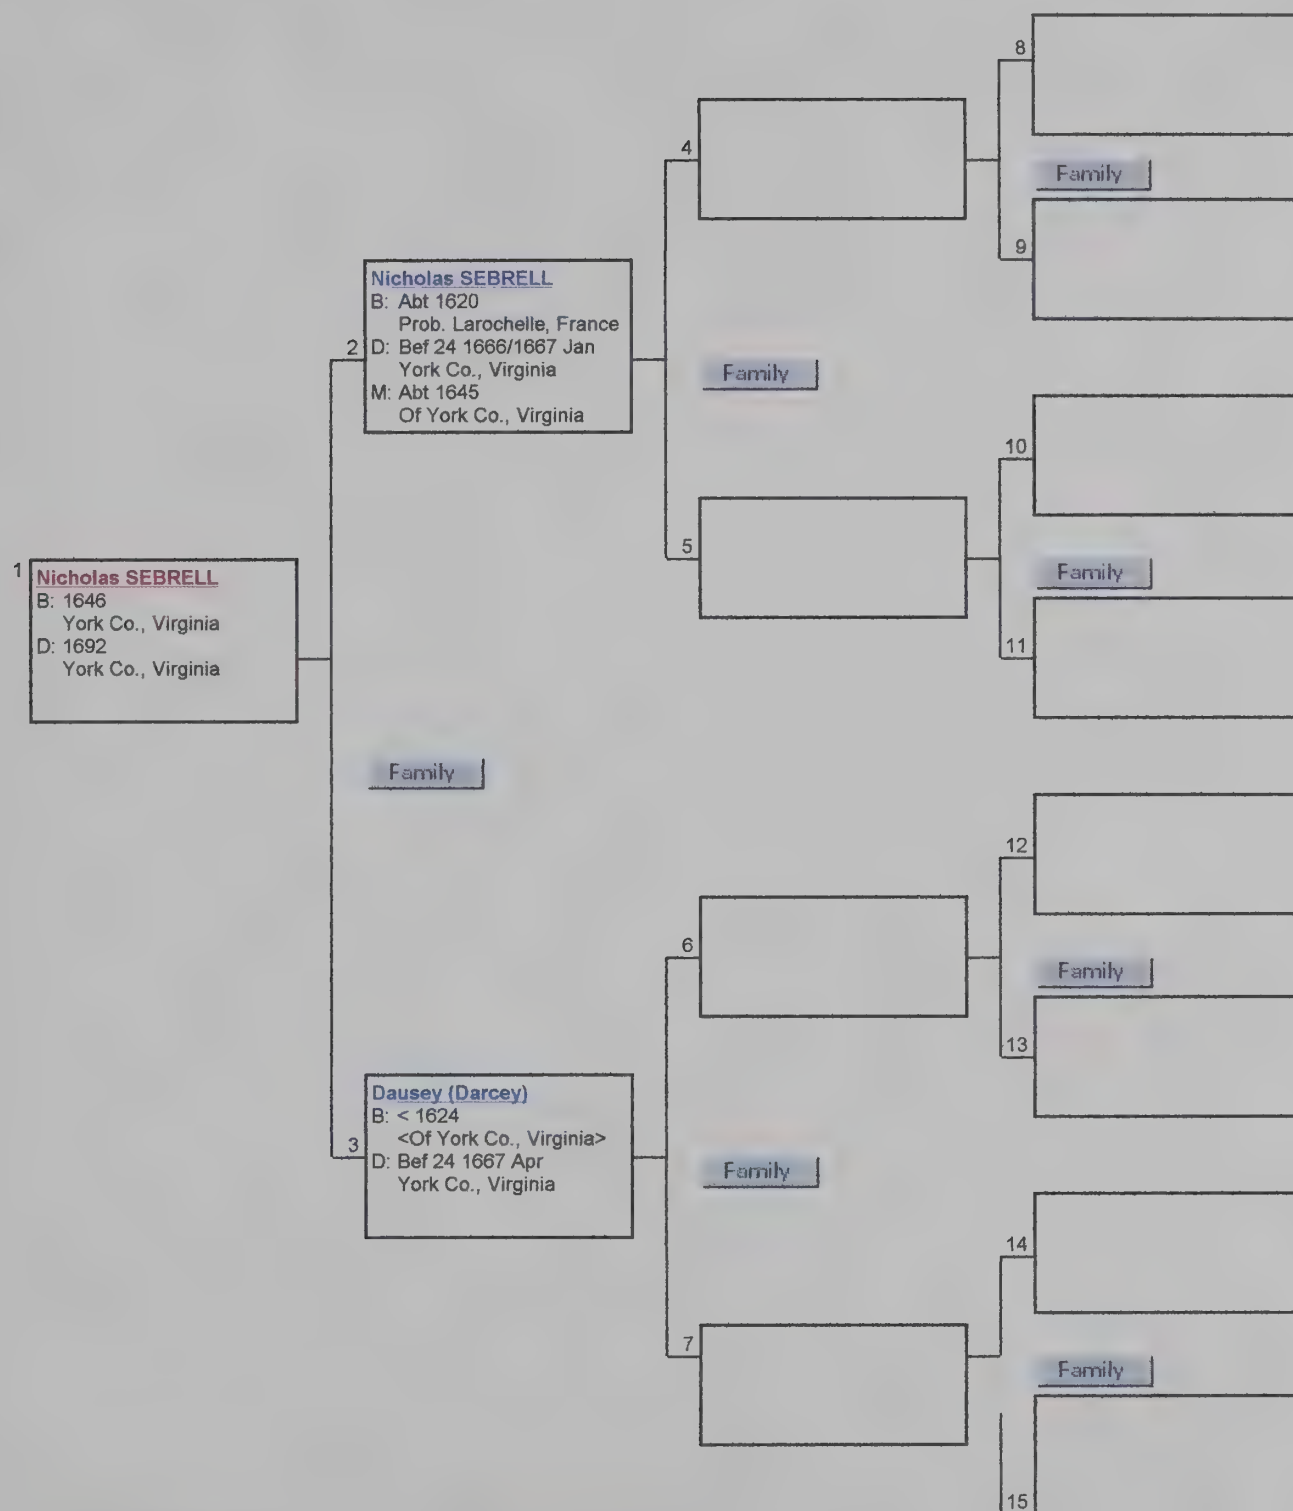 1
Nicholas SEBRELL
B: 1646
York Co., Virginia
D: 1692
York Co., Virginia
Family
2
Nicholas SEBRELL
B: Abt 1620
Prob. Larochelle, France
D: Bef 24 1666/1667 Jan
York Co., Virginia
M: Abt 1645
Of York Co., Virginia
3
Dausey (Darcey)
B: < 1624
<Of York Co., Virginia>
D: Bef 24 1667 Apr
York Co., Virginia
4
Family
5
6
Family
7
8
Family
9
10
Family
11
12
Family
13
14
Family
15